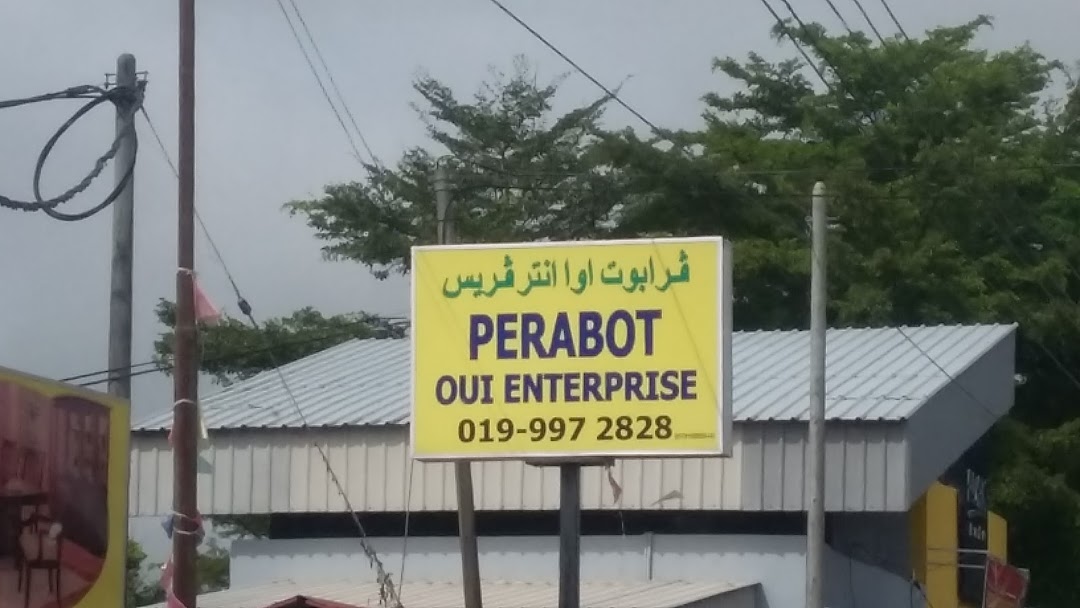 ڤرابوت اوا انترڤريس
PERABOT
OUI ENTERPRISE
019-997 2828